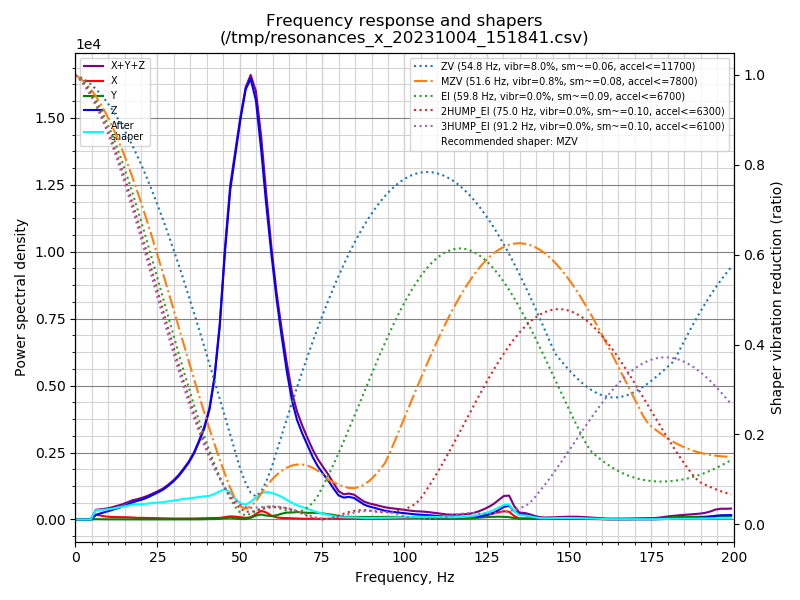 Frequency response and shapers
(/tmp/resonances_x_20231004_151841.csv)
1e4
X+Y+Z
X
Y
Z
After
shaper
ZV (54.8 Hz, vibr=8.0%, sm~=0.06, accel<=11700)
MZV (51.6 Hz, vibr=0.8%, sm~=0.08, accel<=7800)
EI (59.8 Hz, vibr=0.0%, sm~=0.09, accel<=6700)
2HUMP_EI (75.0 Hz, vibr=0.0%, sm~=0.10, accel<=6300)
3HUMP_EI (91.2 Hz, vibr=0.0%, sm~=0.10, accel<=6100)
Recommended shaper: MZV
Power spectral density
1.50
1.25
1.00
0.75
0.50
0.25
0.00
1.0
0.8
0.6
0.4
0.2
0.0
Shaper vibration reduction (ratio)
0 25 50 75 100 125 150 175 200
Frequency, Hz